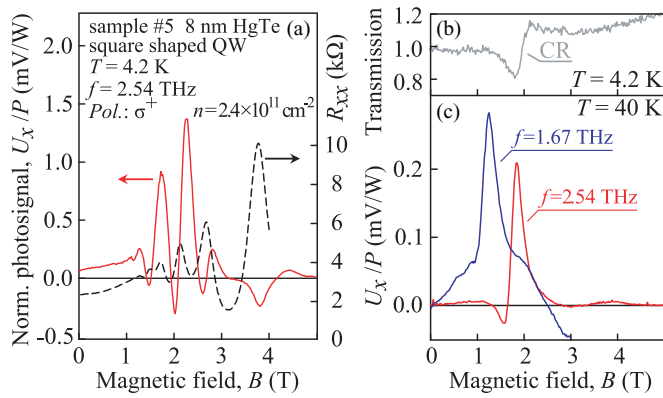 sample #5 8 nm HgTe (a)
square shaped QW
T = 4.2 K
f = 2.54 THz
Pol.: σ⁺ n=2.4×10¹¹cm⁻²
Norm. photosignal, Uₓ /P (mV/W)
2.0
1.5
1.0
0.5
0.0
-0.5
Rₓₓ (kΩ)
10
8
6
4
2
0
0 1 2 3 4
Magnetic field, B (T)
(b)
Transmission
1.2
1.0
0.8
CR
T = 4.2 K
(c) T = 40 K
Uₓ /P (mV/W)
0.2
0.1
0.0
f=1.67 THz
f=2.54 THz
0 1 2 3 4
Magnetic field, B (T)